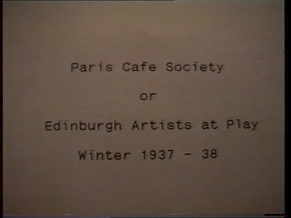 Paris Cafe Society
or
Edinburgh Artists at Play
Winter 1937 - 38